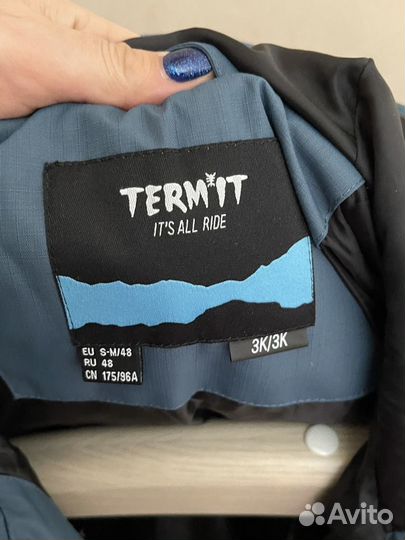 TERMIT
IT'S ALL RIDE
3K/3K
EU S-M/48
RU 48
CN 175/96A
Avito